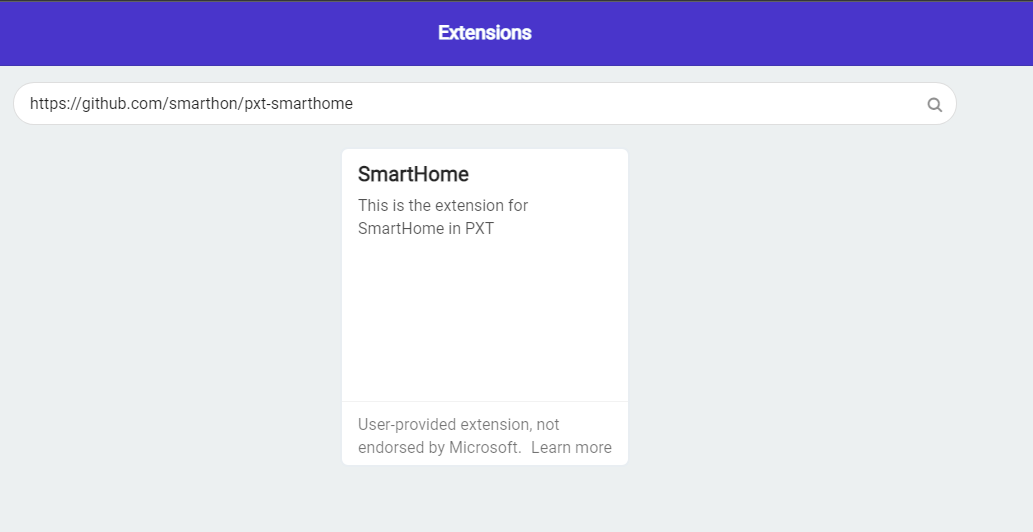 Extensions
https://github.com/smarthon/pxt-smarthome
SmartHome
This is the extension for
SmartHome in PXT
User-provided extension, not
endorsed by Microsoft. Learn more